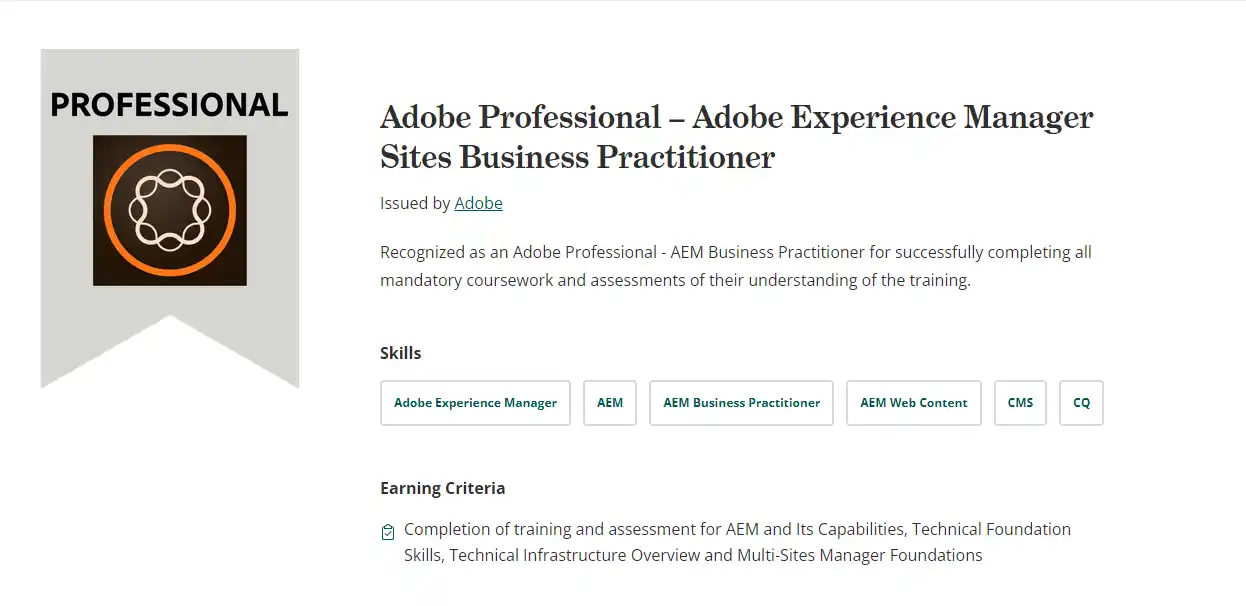 PROFESSIONAL
Adobe Professional – Adobe Experience Manager
Sites Business Practitioner
Issued by Adobe
Recognized as an Adobe Professional - AEM Business Practitioner for successfully completing all
mandatory coursework and assessments of their understanding of the training.
Skills
Adobe Experience Manager
AEM
AEM Business Practitioner
AEM Web Content
CMS
CQ
Earning Criteria
Completion of training and assessment for AEM and Its Capabilities, Technical Foundation
Skills, Technical Infrastructure Overview and Multi-Sites Manager Foundations